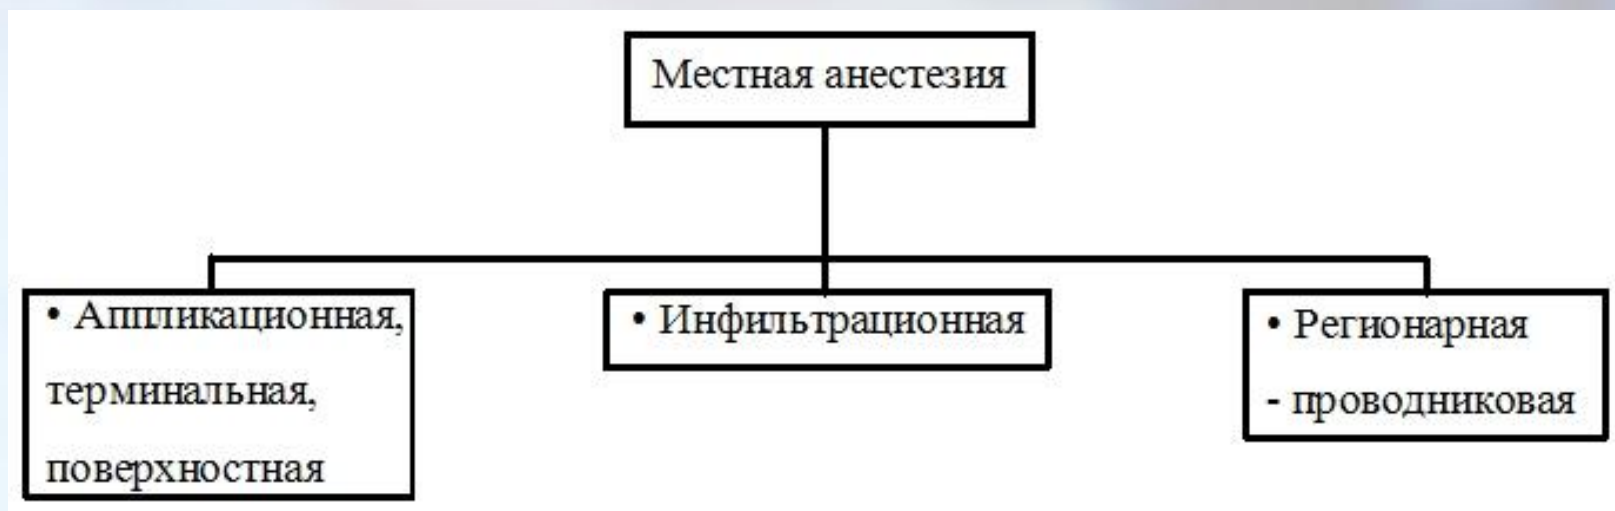 Местная анестезия
• Аппликационная,
терминальная,
поверхностная
• Инфильтрационная
• Регионарная
- проводниковая